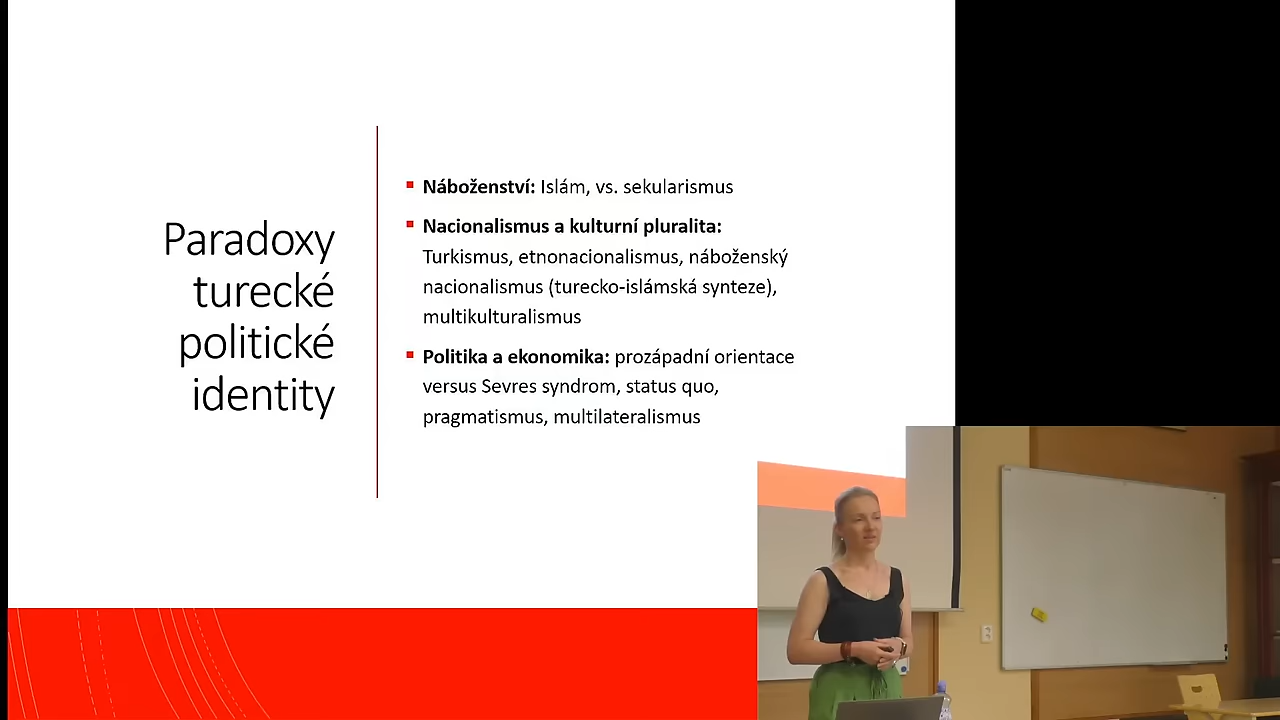 Paradoxy
turecké
politické
identity
Náboženství: Islám, vs. sekularismus
Nacionalismus a kulturní pluralita:
Turkismus, etnonacionalismus, náboženský
nacionalismus (turecko-islámská synteze),
multikulturalismus
Politika a ekonomika: prozápadní orientace
versus Sevres syndrom, status quo,
pragmatismus, multilateralismus